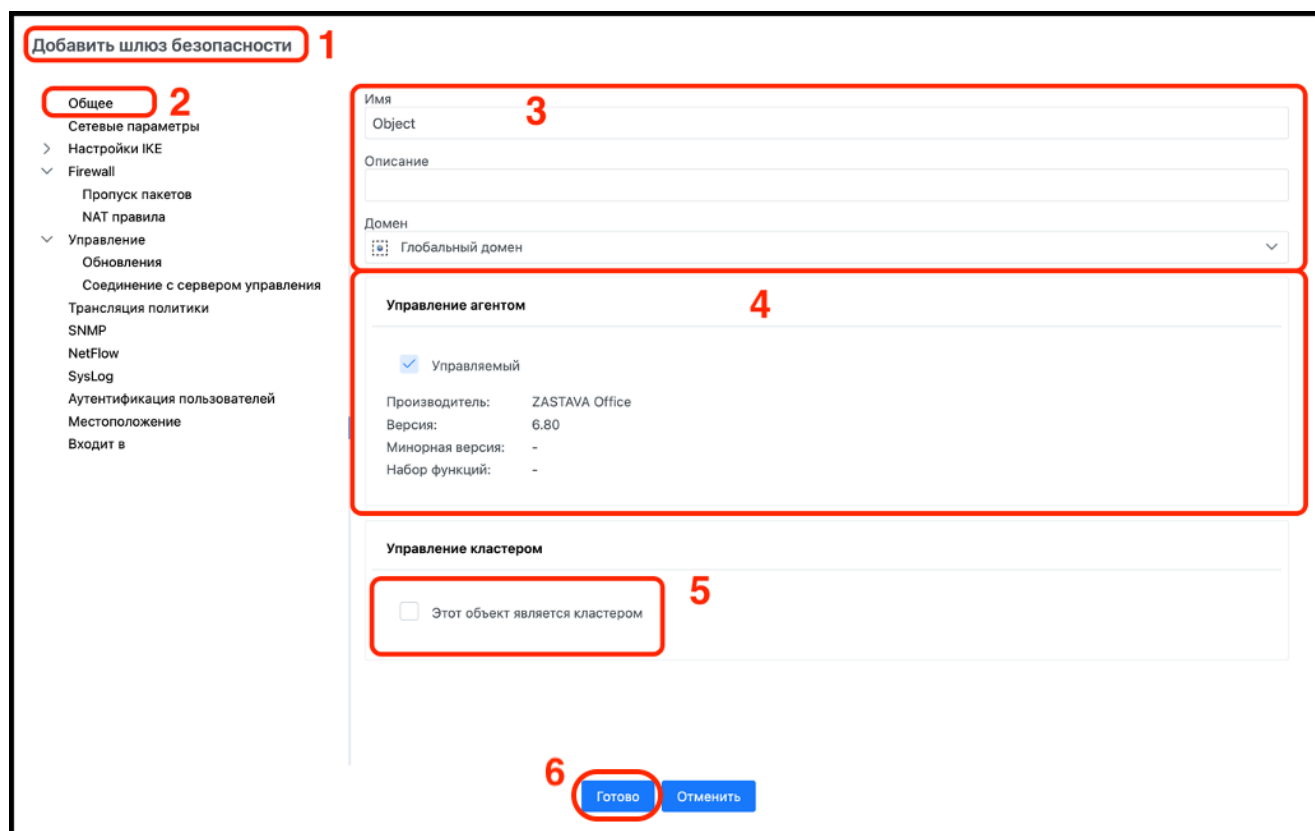 Добавить шлюз безопасности 1
Общее 2
Сетевые параметры
Настройки IKE
Firewall
Пропуск пакетов
NAT правила
Управление
Обновления
Соединение с сервером управления
Трансляция политики
SNMP
NetFlow
SysLog
Аутентификация пользователей
Местоположение
Входит в
Имя
3
Object
Описание
Домен
Глобальный домен
Управление агентом
4
Управляемый
Производитель: ZASTAVA Office
Версия: 6.80
Минорная версия: -
Набор функций: -
Управление кластером
5
Этот объект является кластером
6
Готово Отменить